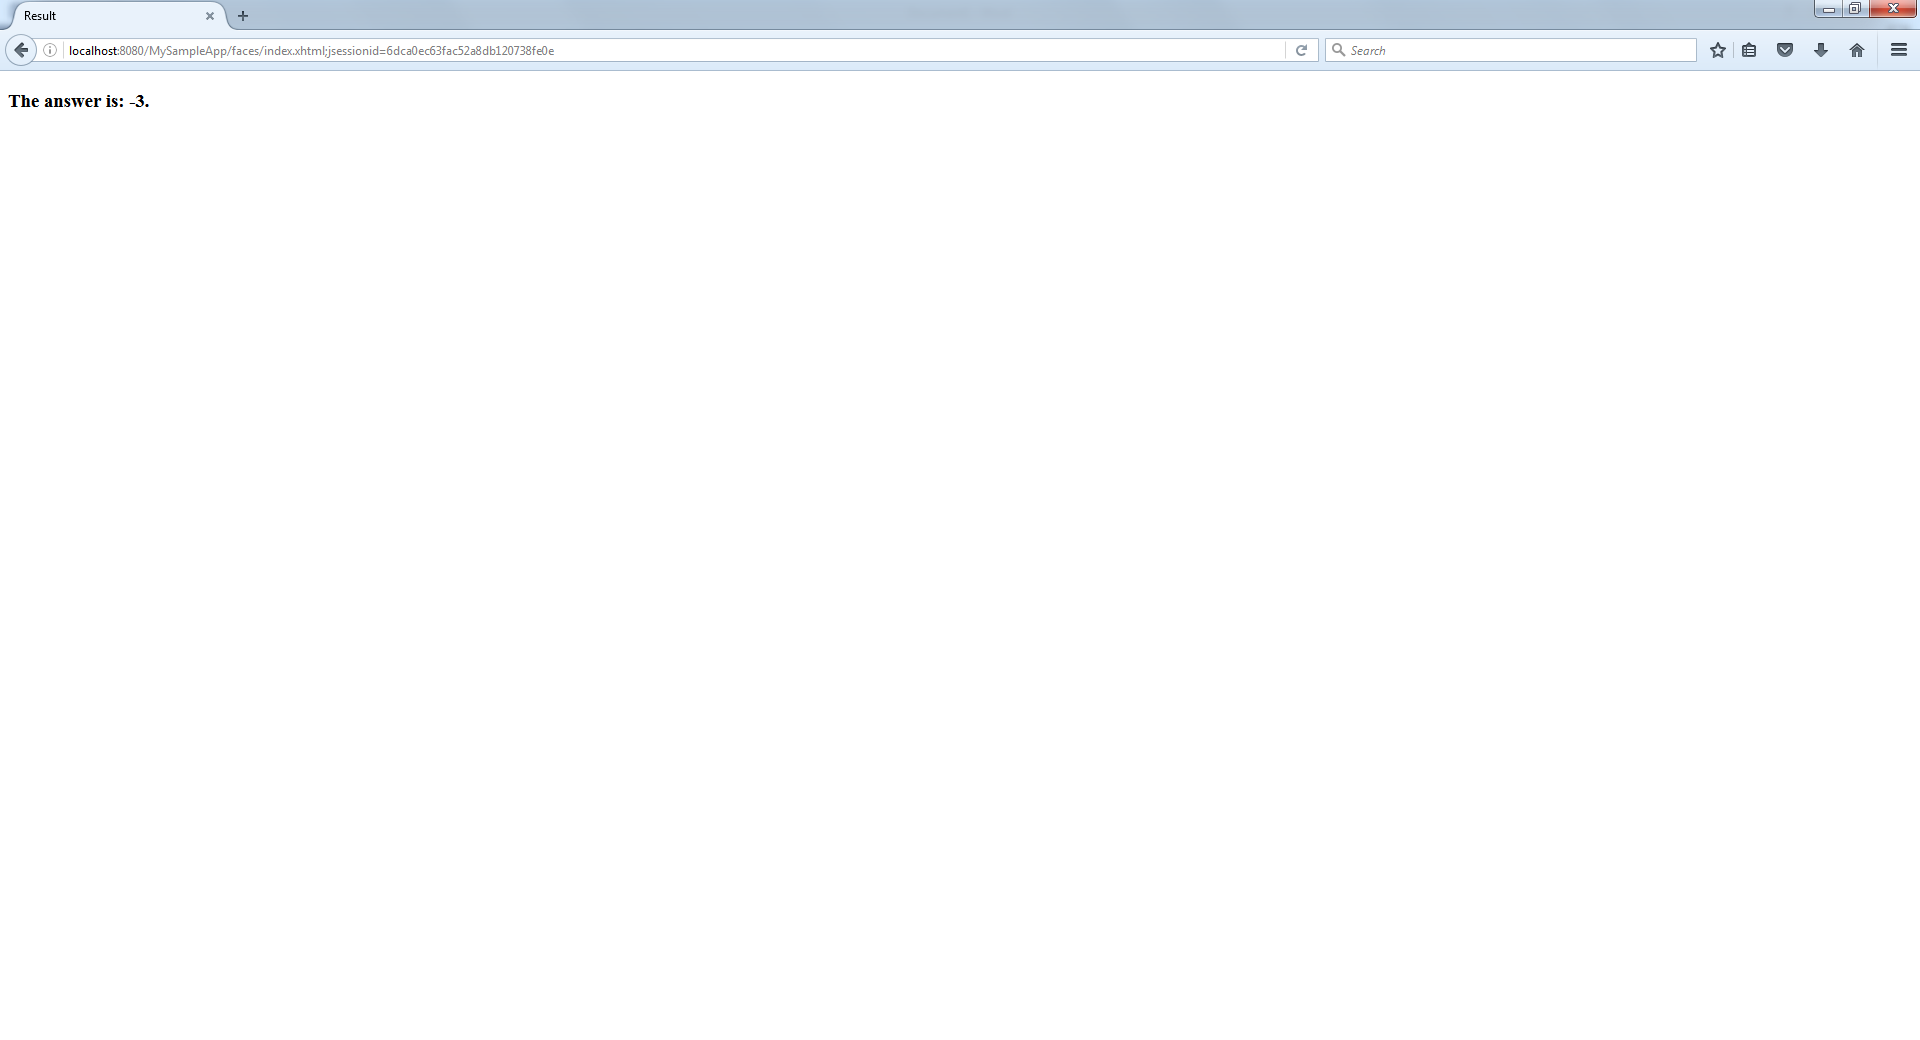 Result
localhost:8080/MySampleApp/faces/index.xhtml;jsessionid=6dca0ec63fac52a8db120738fe0e
Search
The answer is: -3.